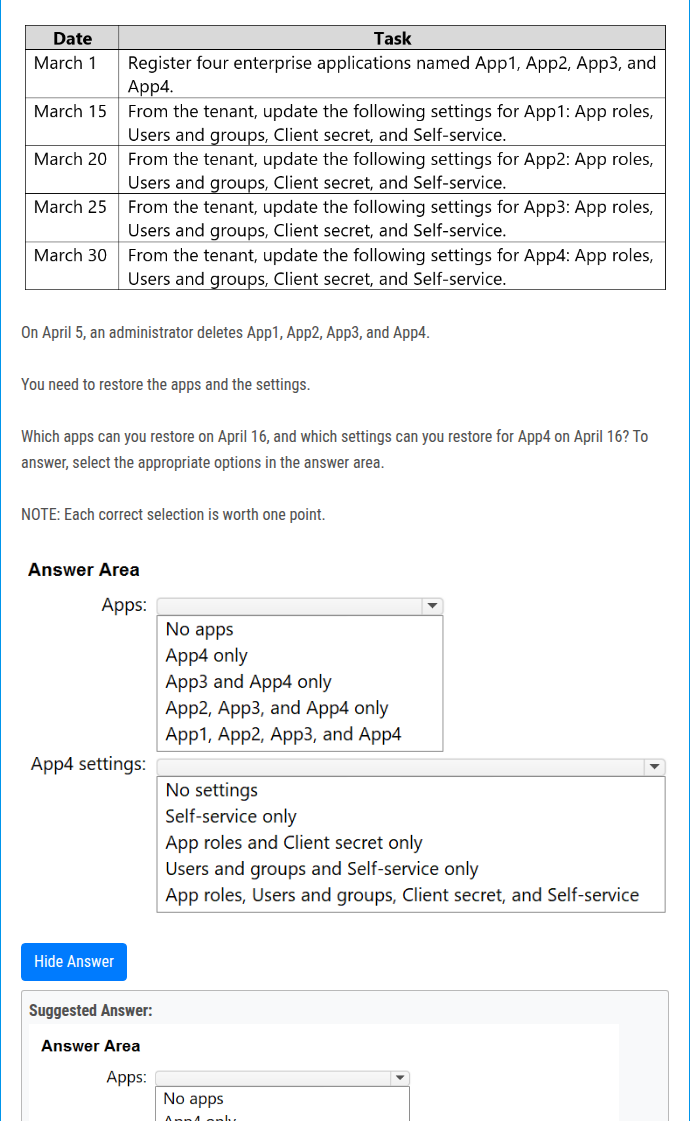 Date Task
March 1 Register four enterprise applications named App1, App2, App3, and
App4.
March 15 From the tenant, update the following settings for App1: App roles,
Users and groups, Client secret, and Self-service.
March 20 From the tenant, update the following settings for App2: App roles,
Users and groups, Client secret, and Self-service.
March 25 From the tenant, update the following settings for App3: App roles,
Users and groups, Client secret, and Self-service.
March 30 From the tenant, update the following settings for App4: App roles,
Users and groups, Client secret, and Self-service.
On April 5, an administrator deletes App1, App2, App3, and App4.
You need to restore the apps and the settings.
Which apps can you restore on April 16, and which settings can you restore for App4 on April 16? To
answer, select the appropriate options in the answer area.
NOTE: Each correct selection is worth one point.
Answer Area
Apps:
No apps
App4 only
App3 and App4 only
App2, App3, and App4 only
App1, App2, App3, and App4
App4 settings:
No settings
Self-service only
App roles and Client secret only
Users and groups and Self-service only
App roles, Users and groups, Client secret, and Self-service
Hide Answer
Suggested Answer:
Answer Area
Apps:
No apps
App4 only